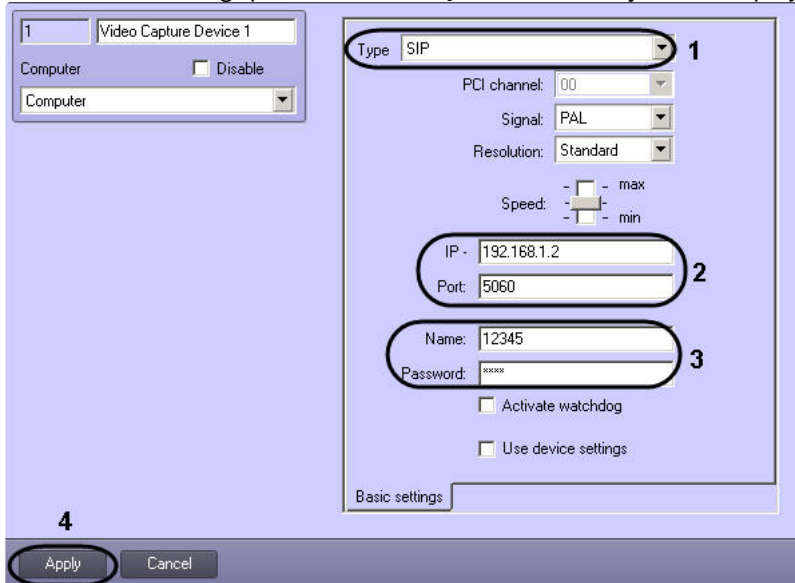 1 Video Capture Device 1
Computer Disable
Computer
Type SIP 1
PCI channel: 00
Signal: PAL
Resolution: Standard
Speed: - - max
- -
- - min
IP - 192.168.1.2
Port: 5060
2
Name: 12345
Password: ××××
3
Activate watchdog
Use device settings
Basic settings
4
Apply Cancel